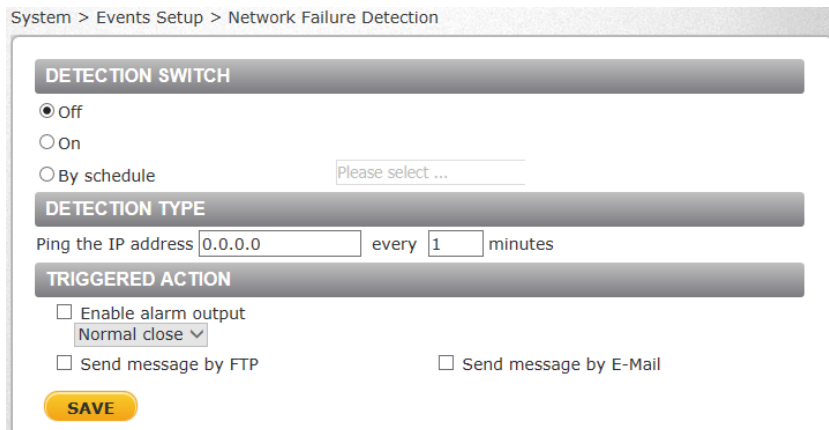 System > Events Setup > Network Failure Detection
DETECTION SWITCH
Off
On
By schedule Please select ...
DETECTION TYPE
Ping the IP address 0.0.0.0 every 1 minutes
TRIGGERED ACTION
Enable alarm output
Normal close
Send message by FTP Send message by E-Mail
SAVE